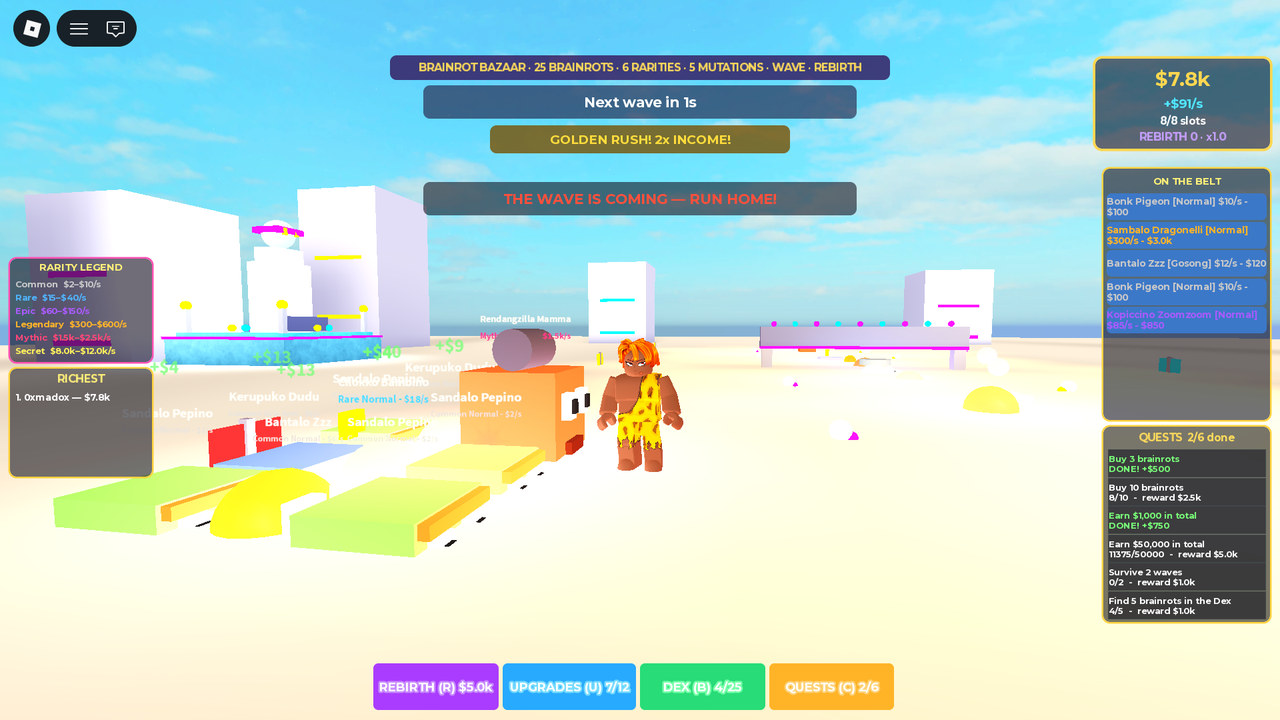 BRAINROT BAZAAR · 25 BRAINROTS · 6 RARITIES · 5 MUTATIONS · WAVE · REBIRTH
Next wave in 1s
GOLDEN RUSH! 2x INCOME!
THE WAVE IS COMING — RUN HOME!
$7.8k
+$91/s
8/8 slots
REBIRTH 0 · x1.0
ON THE BELT
Bonk Pigeon [Normal] $10/s -
$100
Sambalo Dragonelli [Normal]
$300/s - $3.0k
Bantalo Zzz [Gosong] $12/s - $120
Bonk Pigeon [Normal] $10/s -
$100
Kopiccino Zoomzoom [Normal]
$85/s - $850
RARITY LEGEND
Common $2–$10/s
Rare $15–$40/s
Epic $60–$150/s
Legendary $300–$600/s
Mythic $1.5k–$2.5k/s
Secret $8.0k–$12.0k/s
RICHEST
1. 0xmadox — $7.8k
Rendangzilla Mamma
+$9
+$40
+$13
+$13
+$4
Kerupuko Dudu
Sandalo Pepino
Kerupuko Dudu
Rare Normal - $18/s
Sandalo Pepino
Common Normal - $2/s
Sandalo Pepino
Bantalo Zzz
Sandalo Pepino
QUESTS 2/6 done
Buy 3 brainrots
DONE! +$500
Buy 10 brainrots
8/10 - reward $2.5k
Earn $1,000 in total
DONE! +$750
Earn $50,000 in total
11375/50000 - reward $5.0k
Survive 2 waves
0/2 - reward $1.0k
Find 5 brainrots in the Dex
4/5 - reward $1.0k
REBIRTH (R) $5.0k
UPGRADES (U) 7/12
DEX (B) 4/25
QUESTS (C) 2/6